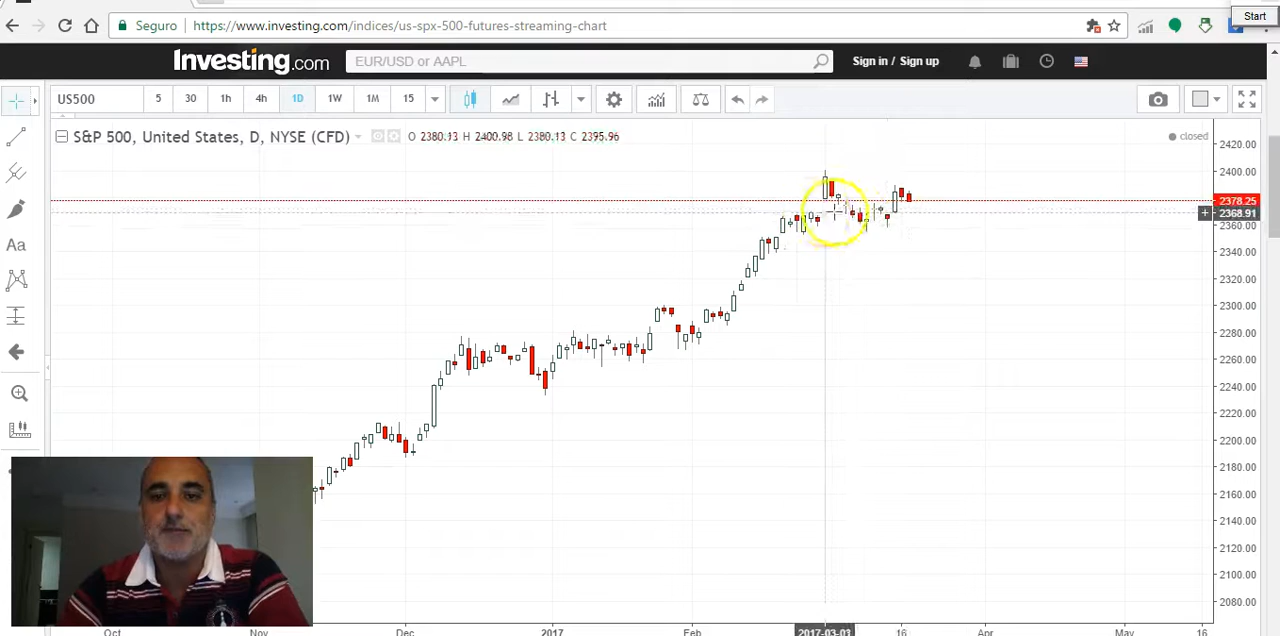 Start
Seguro https://www.investing.com/indices/us-spx-500-futures-streaming-chart
Investing.com EUR/USD or AAPL Sign in / Sign up
US500 5 30 1h 4h 1D 1W 1M 15
S&P 500, United States, D, NYSE (CFD) O 2380.13 H 2400.98 L 2380.13 C 2395.96 closed
Aa
2420.00
2400.00
2378.25
2368.91
2360.00
2340.00
2320.00
2300.00
2280.00
2260.00
2240.00
2220.00
2200.00
2180.00
2160.00
2140.00
2120.00
2100.00
2080.00
Oct Nov Dec 2017 Feb 2017-03-03 16 Apr May 16